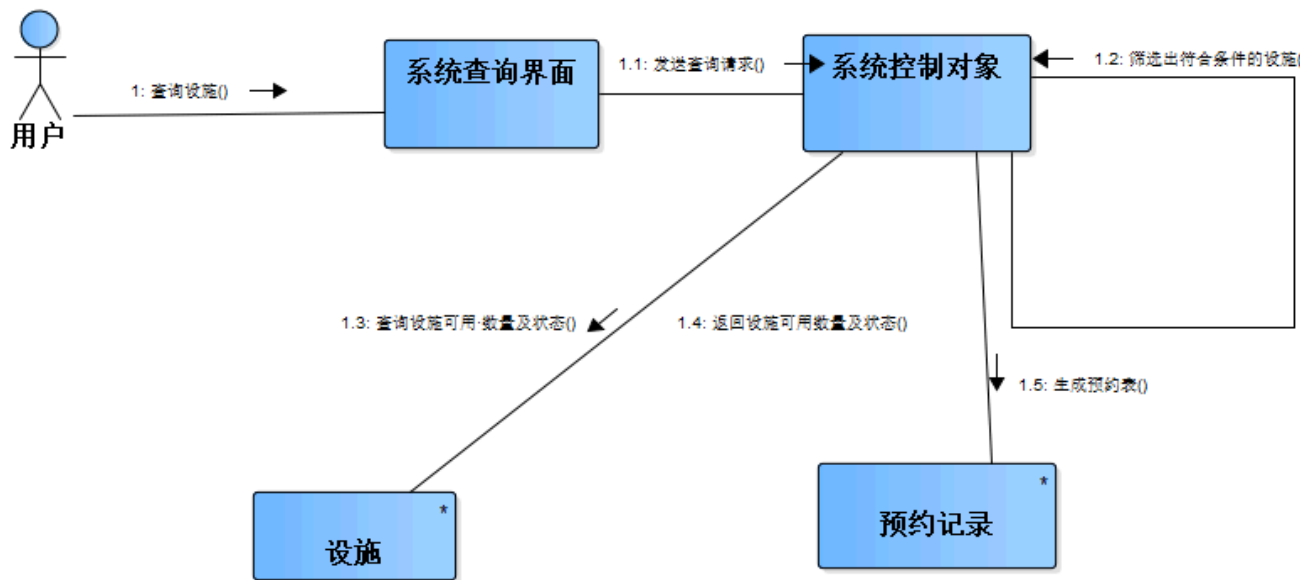 系统查询界面
系统控制对象
1.1: 发送查询请求()
1.2: 筛选出符合条件的设施(
1: 查询设施()
用户
1.3: 查询设施可用·数量及状态()
1.4: 返回设施可用数量及状态()
1.5: 生成预约表()
*
设施
*
预约记录